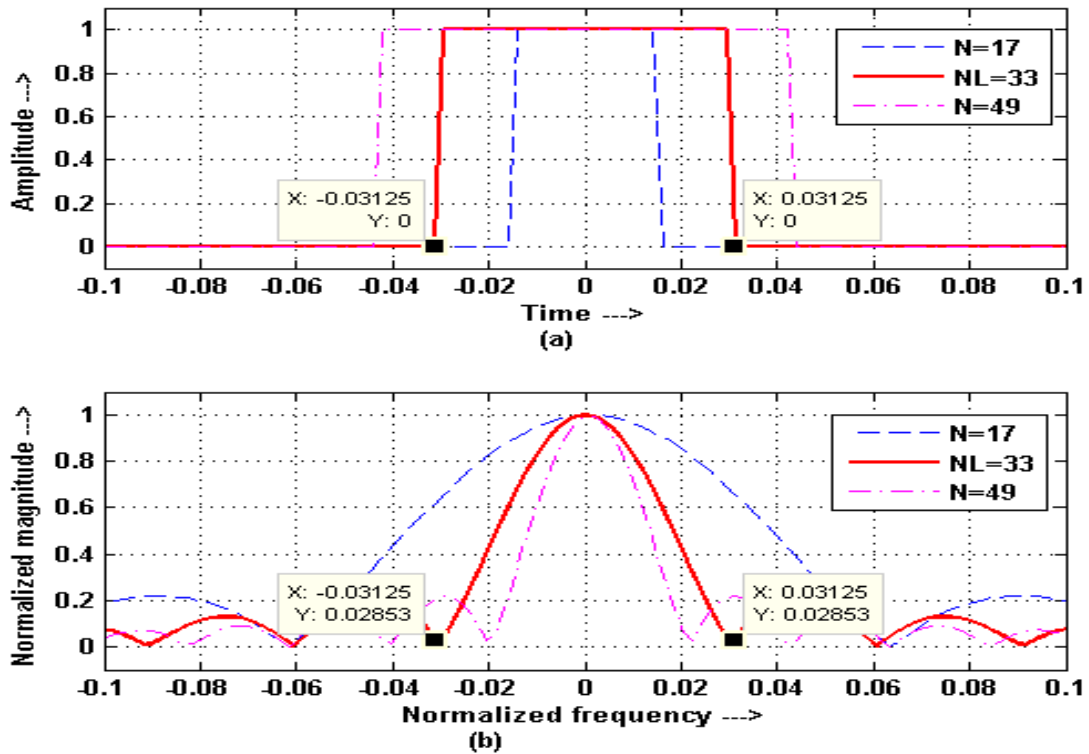 1
0.8
0.6
0.4
0.2
0
Amplitude --->
N=17
NL=33
N=49
X: -0.03125
Y: 0
X: 0.03125
Y: 0
-0.1 -0.08 -0.06 -0.04 -0.02 0 0.02 0.04 0.06 0.08 0.1
Time --->
(a)
1
0.8
0.6
0.4
0.2
0
Normalized magnitude --->
N=17
NL=33
N=49
X: -0.03125
Y: 0.02853
X: 0.03125
Y: 0.02853
-0.1 -0.08 -0.06 -0.04 -0.02 0 0.02 0.04 0.06 0.08 0.1
Normalized frequency --->
(b)